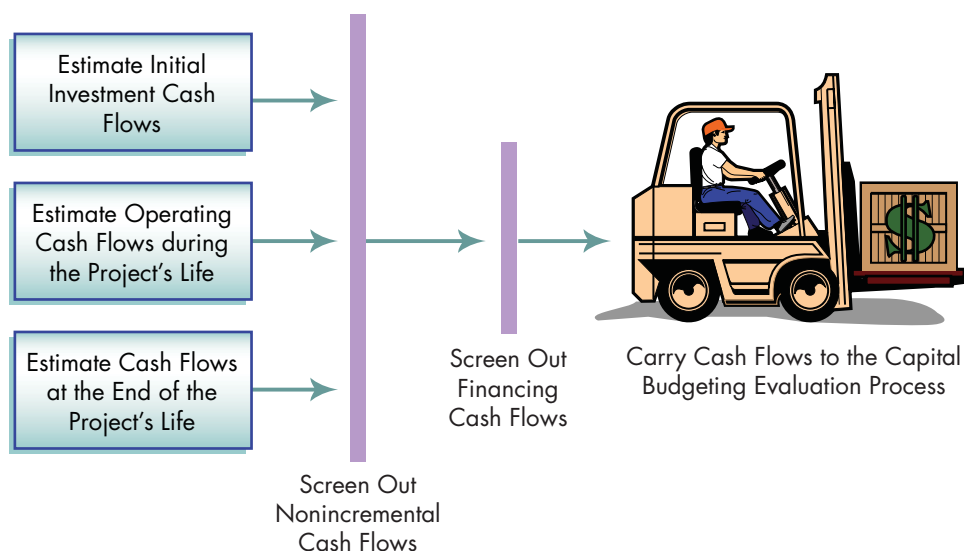 Estimate Initial
Investment Cash
Flows
Estimate Operating
Cash Flows during
the Project's Life
Estimate Cash Flows
at the End of the
Project's Life
Screen Out
Nonincremental
Cash Flows
Screen Out
Financing
Cash Flows
$
Carry Cash Flows to the Capital
Budgeting Evaluation Process